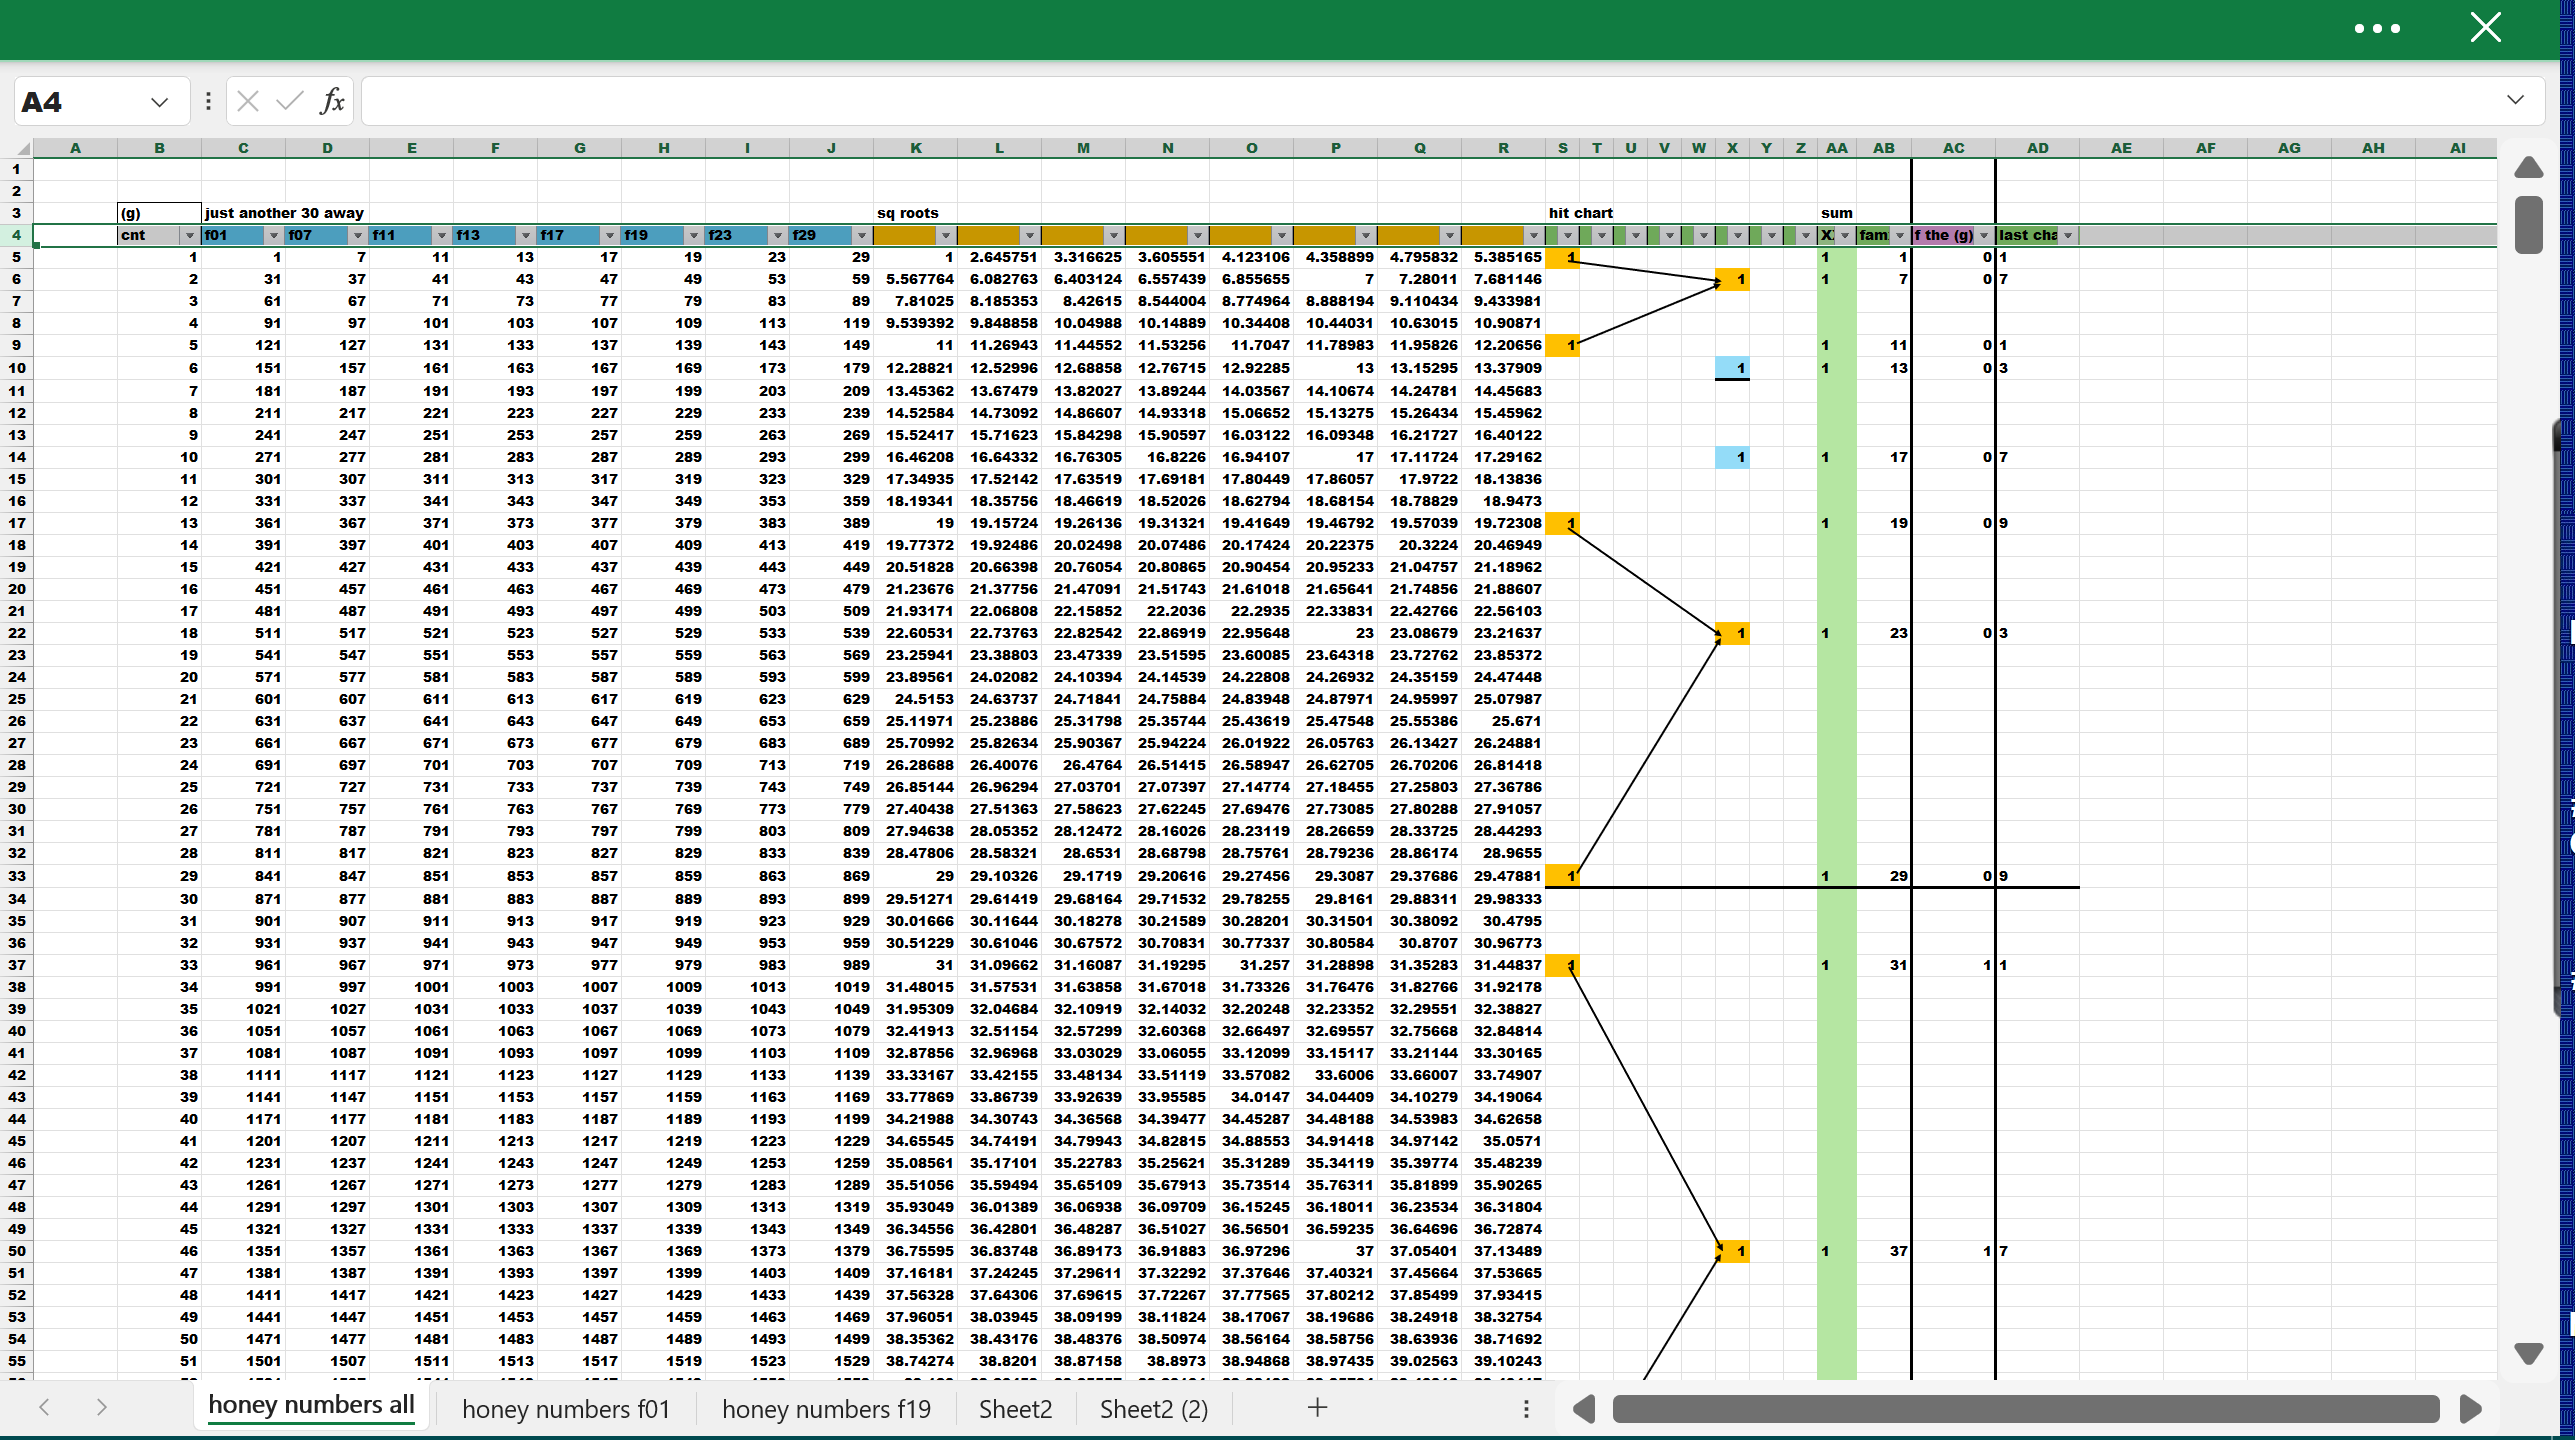 A4
fx
A B C D E F G H I J K L M N O P Q R S T U V W X Y Z AA AB AC AD AE AF AG AH AI
1
2
3 (g) just another 30 away sq roots hit chart sum
4 cnt f01 f07 f11 f13 f17 f19 f23 f29 X fam f the (g) last cha
5 1 1 7 11 13 17 19 23 29 1 2.645751 3.316625 3.605551 4.123106 4.358899 4.795832 5.385165 1 1 1 0 1
6 2 31 37 41 43 47 49 53 59 5.567764 6.082763 6.403124 6.557439 6.855655 7 7.28011 7.681146 1 1 7 0 7
7 3 61 67 71 73 77 79 83 89 7.81025 8.185353 8.42615 8.544004 8.774964 8.888194 9.110434 9.433981
8 4 91 97 101 103 107 109 113 119 9.539392 9.848858 10.04988 10.14889 10.34408 10.44031 10.63015 10.90871
9 5 121 127 131 133 137 139 143 149 11 11.26943 11.44552 11.53256 11.7047 11.78983 11.95826 12.20656 1 1 11 0 1
10 6 151 157 161 163 167 169 173 179 12.28821 12.52996 12.68858 12.76715 12.92285 13 13.15295 13.37909 1 1 13 0 3
11 7 181 187 191 193 197 199 203 209 13.45362 13.67479 13.82027 13.89244 14.03567 14.10674 14.24781 14.45683
12 8 211 217 221 223 227 229 233 239 14.52584 14.73092 14.86607 14.93318 15.06652 15.13275 15.26434 15.45962
13 9 241 247 251 253 257 259 263 269 15.52417 15.71623 15.84298 15.90597 16.03122 16.09348 16.21727 16.40122
14 10 271 277 281 283 287 289 293 299 16.46208 16.64332 16.76305 16.8226 16.94107 17 17.11724 17.29162 1 1 17 0 7
15 11 301 307 311 313 317 319 323 329 17.34935 17.52142 17.63519 17.69181 17.80449 17.86057 17.9722 18.13836
16 12 331 337 341 343 347 349 353 359 18.19341 18.35756 18.46619 18.52026 18.62794 18.68154 18.78829 18.9473
17 13 361 367 371 373 377 379 383 389 19 19.15724 19.26136 19.31321 19.41649 19.46792 19.57039 19.72308 1 1 19 0 9
18 14 391 397 401 403 407 409 413 419 19.77372 19.92486 20.02498 20.07486 20.17424 20.22375 20.3224 20.46949
19 15 421 427 431 433 437 439 443 449 20.51828 20.66398 20.76054 20.80865 20.90454 20.95233 21.04757 21.18962
20 16 451 457 461 463 467 469 473 479 21.23676 21.37756 21.47091 21.51743 21.61018 21.65641 21.74856 21.88607
21 17 481 487 491 493 497 499 503 509 21.93171 22.06808 22.15852 22.2036 22.2935 22.33831 22.42766 22.56103
22 18 511 517 521 523 527 529 533 539 22.60531 22.73763 22.82542 22.86919 22.95648 23 23.08679 23.21637 1 1 23 0 3
23 19 541 547 551 553 557 559 563 569 23.25941 23.38803 23.47339 23.51595 23.60085 23.64318 23.72762 23.85372
24 20 571 577 581 583 587 589 593 599 23.89561 24.02082 24.10394 24.14539 24.22808 24.26932 24.35159 24.47448
25 21 601 607 611 613 617 619 623 629 24.5153 24.63737 24.71841 24.75884 24.83948 24.87971 24.95997 25.07987
26 22 631 637 641 643 647 649 653 659 25.11971 25.23886 25.31798 25.35744 25.43619 25.47548 25.55386 25.671
27 23 661 667 671 673 677 679 683 689 25.70992 25.82634 25.90367 25.94224 26.01922 26.05763 26.13427 26.24881
28 24 691 697 701 703 707 709 713 719 26.28688 26.40076 26.4764 26.51415 26.58947 26.62705 26.70206 26.81418
29 25 721 727 731 733 737 739 743 749 26.85144 26.96294 27.03701 27.07397 27.14774 27.18455 27.25803 27.36786
30 26 751 757 761 763 767 769 773 779 27.40438 27.51363 27.58623 27.62245 27.69476 27.73085 27.80288 27.91057
31 27 781 787 791 793 797 799 803 809 27.94638 28.05352 28.12472 28.16026 28.23119 28.26659 28.33725 28.44293
32 28 811 817 821 823 827 829 833 839 28.47806 28.58321 28.6531 28.68798 28.75761 28.79236 28.86174 28.9655
33 29 841 847 851 853 857 859 863 869 29 29.10326 29.1719 29.20616 29.27456 29.3087 29.37686 29.47881 1 1 29 0 9
34 30 871 877 881 883 887 889 893 899 29.51271 29.61419 29.68164 29.71532 29.78255 29.8161 29.88311 29.98333
35 31 901 907 911 913 917 919 923 929 30.01666 30.11644 30.18278 30.21589 30.28201 30.31501 30.38092 30.4795
36 32 931 937 941 943 947 949 953 959 30.51229 30.61046 30.67572 30.70831 30.77337 30.80584 30.8707 30.96773
37 33 961 967 971 973 977 979 983 989 31 31.09662 31.16087 31.19295 31.257 31.28898 31.35283 31.44837 1 1 31 1 1
38 34 991 997 1001 1003 1007 1009 1013 1019 31.48015 31.57531 31.63858 31.67018 31.73326 31.76476 31.82766 31.92178
39 35 1021 1027 1031 1033 1037 1039 1043 1049 31.95309 32.04684 32.10919 32.14032 32.20248 32.23352 32.29551 32.38827
40 36 1051 1057 1061 1063 1067 1069 1073 1079 32.41913 32.51154 32.57299 32.60368 32.66497 32.69557 32.75668 32.84814
41 37 1081 1087 1091 1093 1097 1099 1103 1109 32.87856 32.96968 33.03029 33.06055 33.12099 33.15117 33.21144 33.30165
42 38 1111 1117 1121 1123 1127 1129 1133 1139 33.33167 33.42155 33.48134 33.51119 33.57082 33.6006 33.66007 33.74907
43 39 1141 1147 1151 1153 1157 1159 1163 1169 33.77869 33.86739 33.92639 33.95585 34.0147 34.04409 34.10279 34.19064
44 40 1171 1177 1181 1183 1187 1189 1193 1199 34.21988 34.30743 34.36568 34.39477 34.45287 34.48188 34.53983 34.62658
45 41 1201 1207 1211 1213 1217 1219 1223 1229 34.65545 34.74191 34.79943 34.82815 34.88553 34.91418 34.97142 35.0571
46 42 1231 1237 1241 1243 1247 1249 1253 1259 35.08561 35.17101 35.22783 35.25621 35.31289 35.34119 35.39774 35.48239
47 43 1261 1267 1271 1273 1277 1279 1283 1289 35.51056 35.59494 35.65109 35.67913 35.73514 35.76311 35.81899 35.90265
48 44 1291 1297 1301 1303 1307 1309 1313 1319 35.93049 36.01389 36.06938 36.09709 36.15245 36.18011 36.23534 36.31804
49 45 1321 1327 1331 1333 1337 1339 1343 1349 36.34556 36.42801 36.48287 36.51027 36.56501 36.59235 36.64696 36.72874
50 46 1351 1357 1361 1363 1367 1369 1373 1379 36.75595 36.83748 36.89173 36.91883 36.97296 37 37.05401 37.13489 1 1 37 1 7
51 47 1381 1387 1391 1393 1397 1399 1403 1409 37.16181 37.24245 37.29611 37.32292 37.37646 37.40321 37.45664 37.53665
52 48 1411 1417 1421 1423 1427 1429 1433 1439 37.56328 37.64306 37.69615 37.72267 37.77565 37.80212 37.85499 37.93415
53 49 1441 1447 1451 1453 1457 1459 1463 1469 37.96051 38.03945 38.09199 38.11824 38.17067 38.19686 38.24918 38.32754
54 50 1471 1477 1481 1483 1487 1489 1493 1499 38.35362 38.43176 38.48376 38.50974 38.56164 38.58756 38.63936 38.71692
55 51 1501 1507 1511 1513 1517 1519 1523 1529 38.74274 38.8201 38.87158 38.8973 38.94868 38.97435 39.02563 39.10243
honey numbers all honey numbers f01 honey numbers f19 Sheet2 Sheet2 (2)